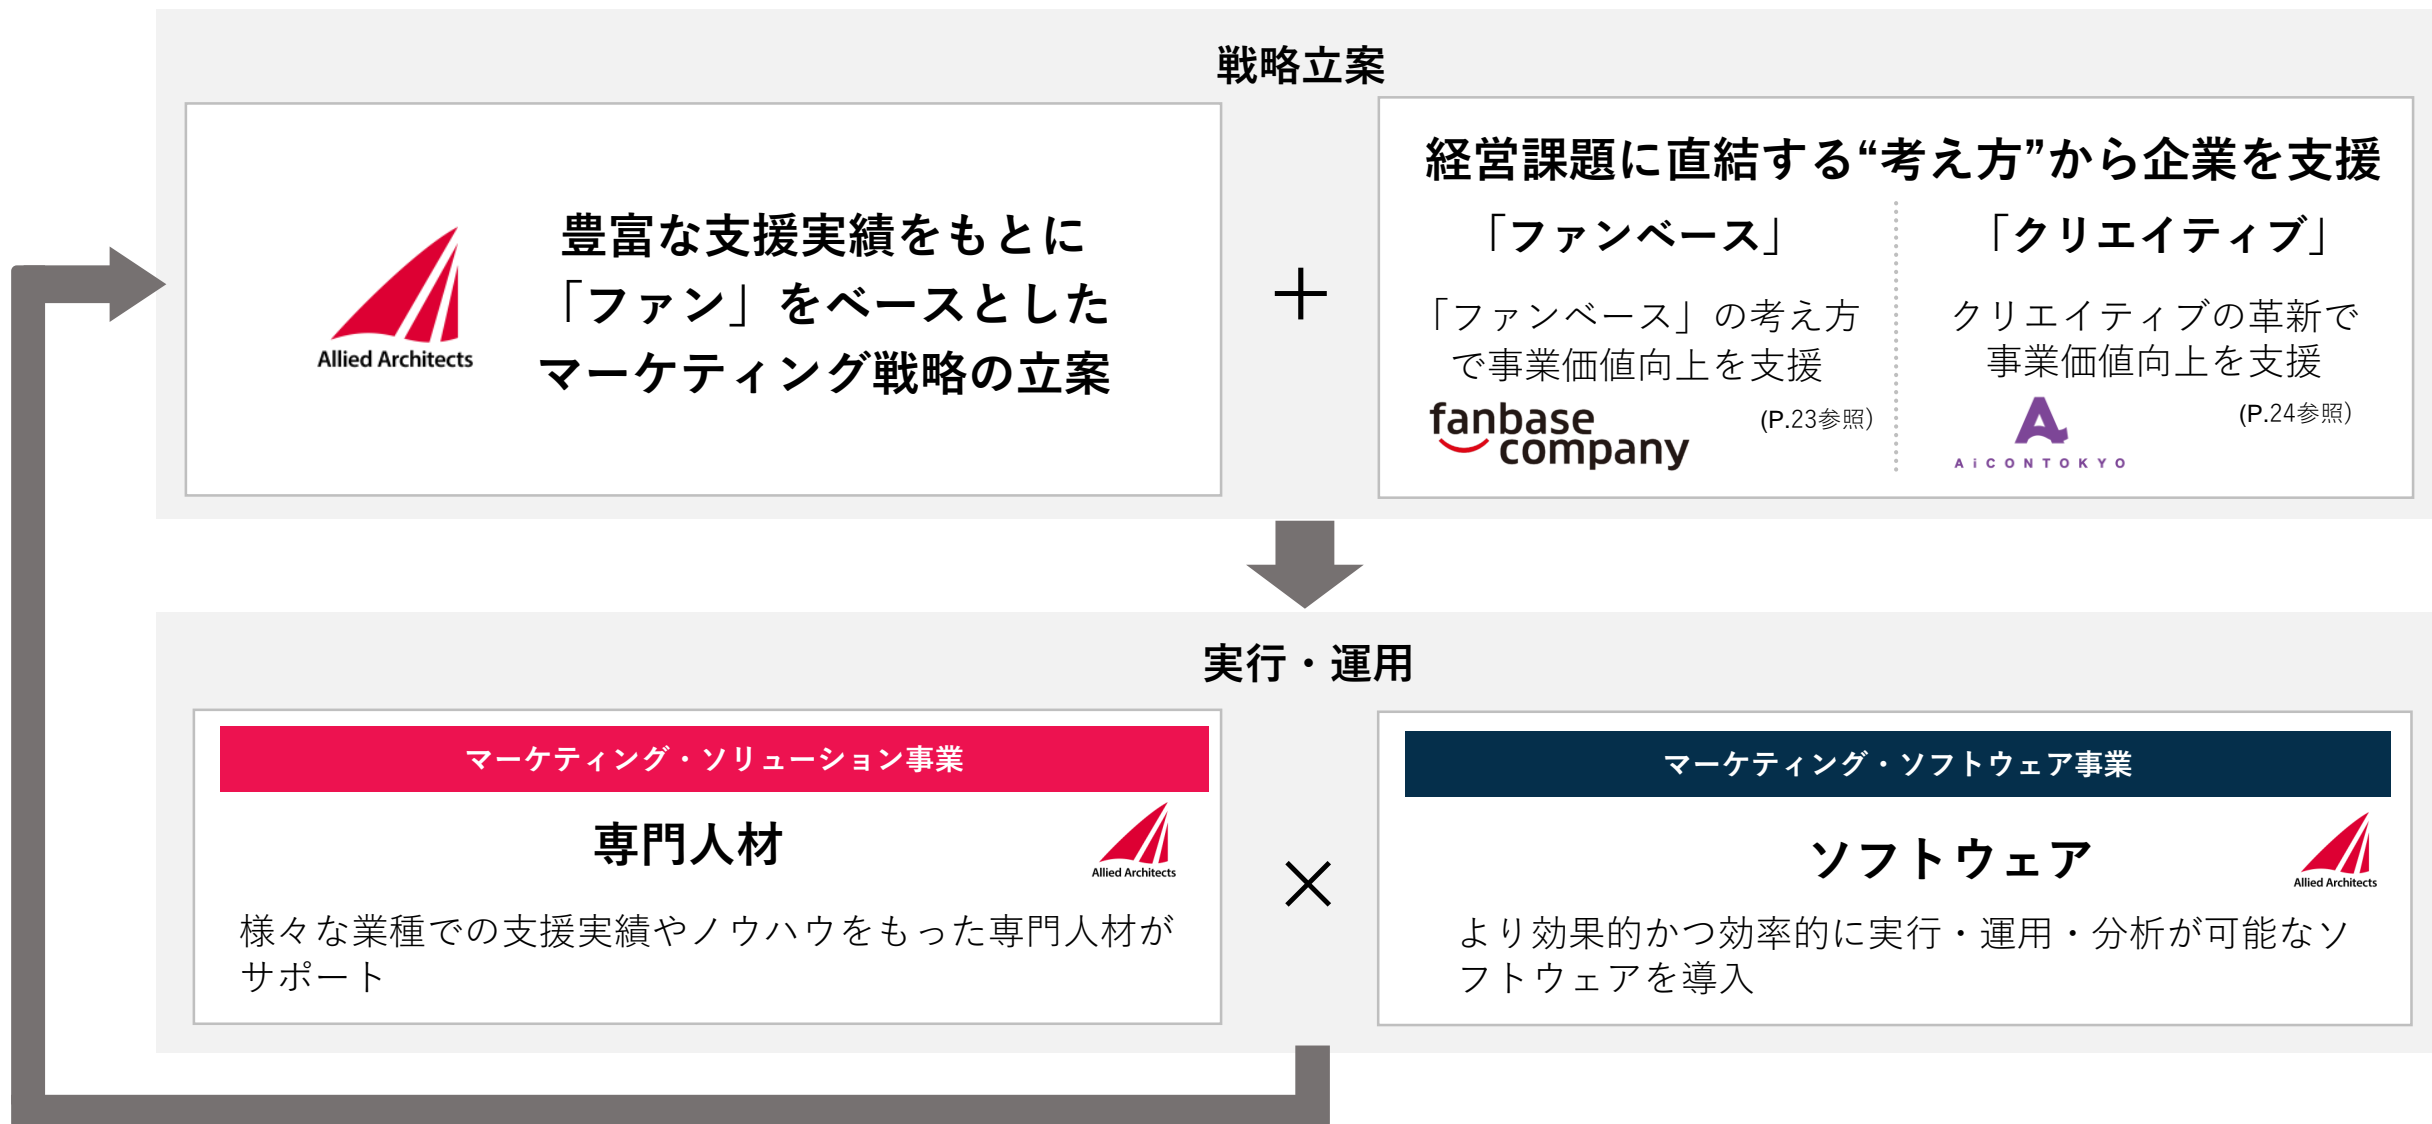 戦略立案
豊富な支援実績をもとに
「ファン」をベースとした
マーケティング戦略の立案
Allied Architects
＋
経営課題に直結する“考え方”から企業を支援
「ファンベース」
「ファンベース」の考え方
で事業価値向上を支援
fanbase
company
(P.23参照)
「クリエイティブ」
クリエイティブの革新で
事業価値向上を支援
AiCONTOKYO
(P.24参照)
実行・運用
マーケティング・ソリューション事業
専門人材
Allied Architects
様々な業種での支援実績やノウハウをもった専門人材が
サポート
×
マーケティング・ソフトウェア事業
ソフトウェア
Allied Architects
より効果的かつ効率的に実行・運用・分析が可能なソ
フトウェアを導入